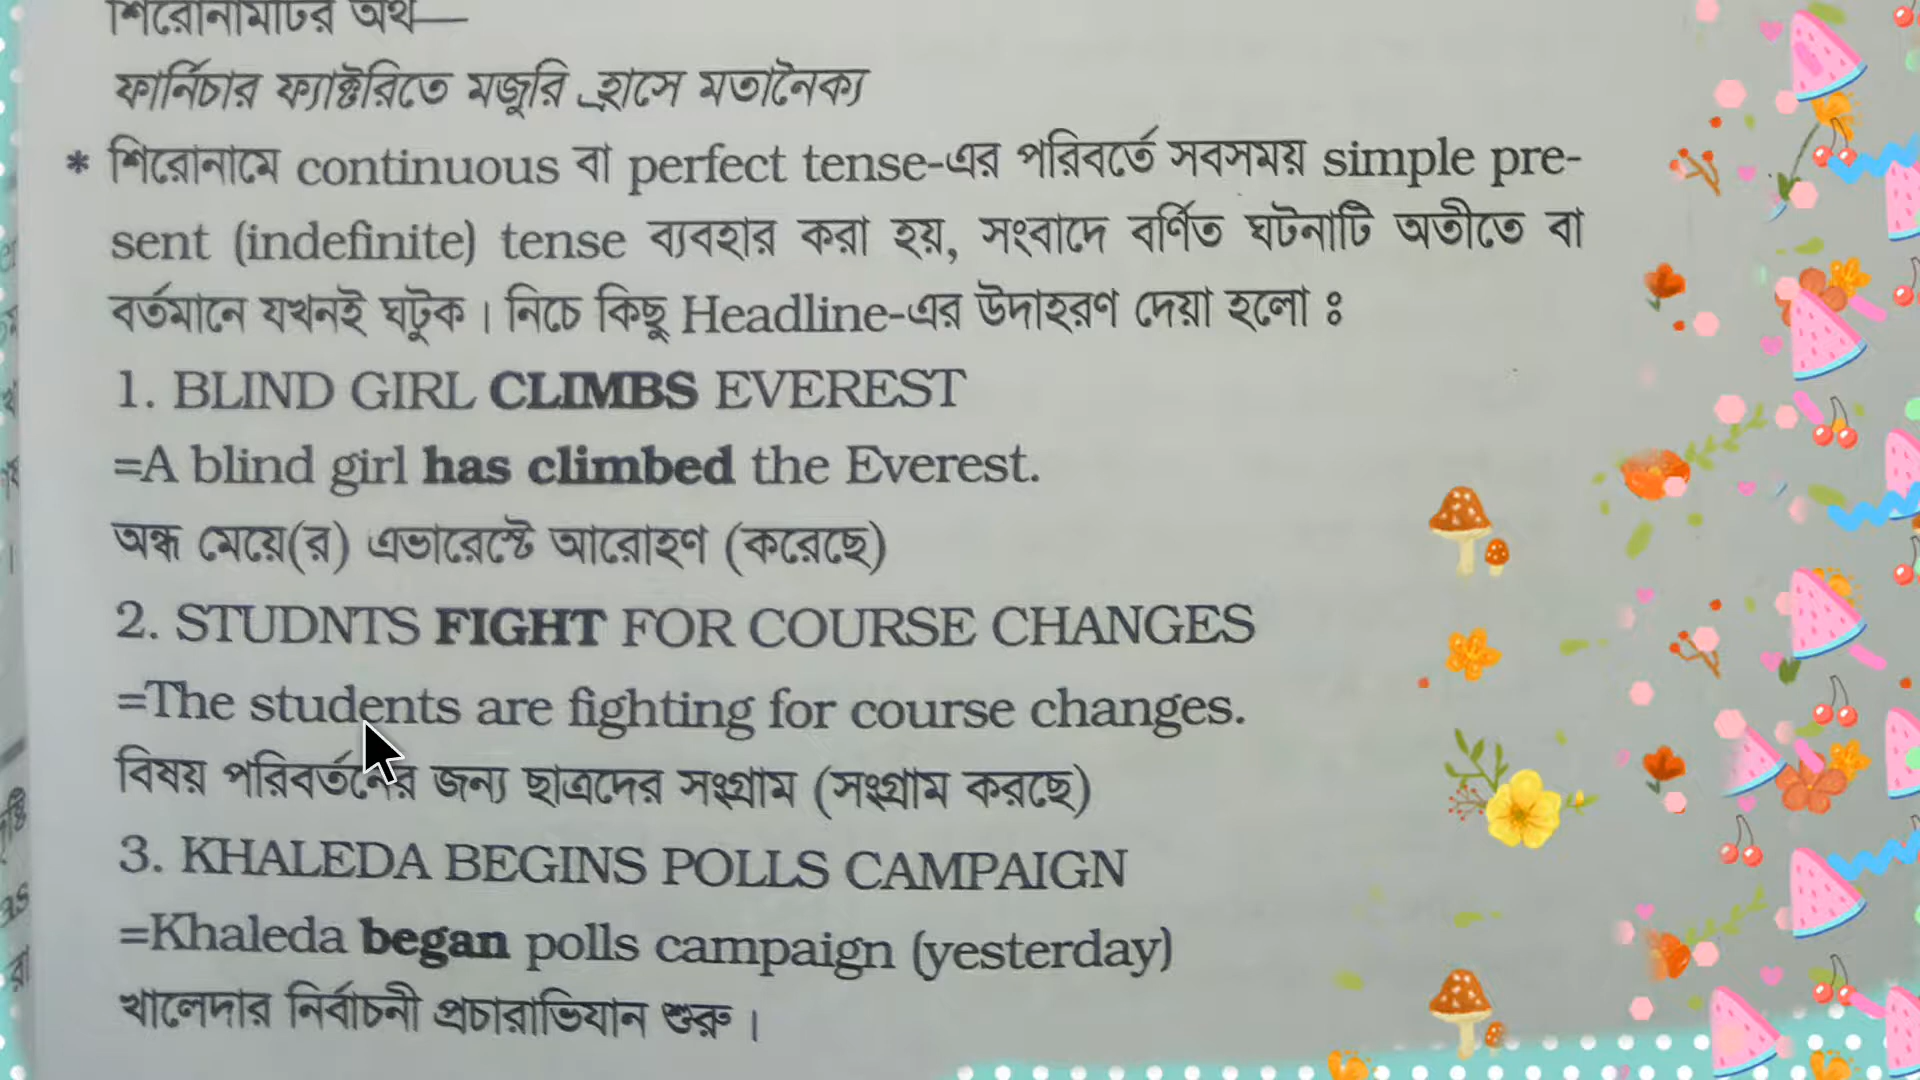 শিরোনামটির অর্থ—
ফার্নিচার ফ্যাক্টরিতে মজুরি হ্রাসে মতানৈক্য
* শিরোনামে continuous বা perfect tense-এর পরিবর্তে সবসময় simple pre-
sent (indefinite) tense ব্যবহার করা হয়, সংবাদে বর্ণিত ঘটনাটি অতীতে বা
বর্তমানে যখনই ঘটুক। নিচে কিছু Headline-এর উদাহরণ দেয়া হলো ঃ
1. BLIND GIRL CLIMBS EVEREST
=A blind girl has climbed the Everest.
অন্ধ মেয়ে(র) এভারেস্টে আরোহণ (করেছে)
2. STUDNTS FIGHT FOR COURSE CHANGES
=The students are fighting for course changes.
বিষয় পরিবর্তনের জন্য ছাত্রদের সংগ্রাম (সংগ্রাম করছে)
3. KHALEDA BEGINS POLLS CAMPAIGN
=Khaleda began polls campaign (yesterday)
খালেদার নির্বাচনী প্রচারাভিযান শুরু।